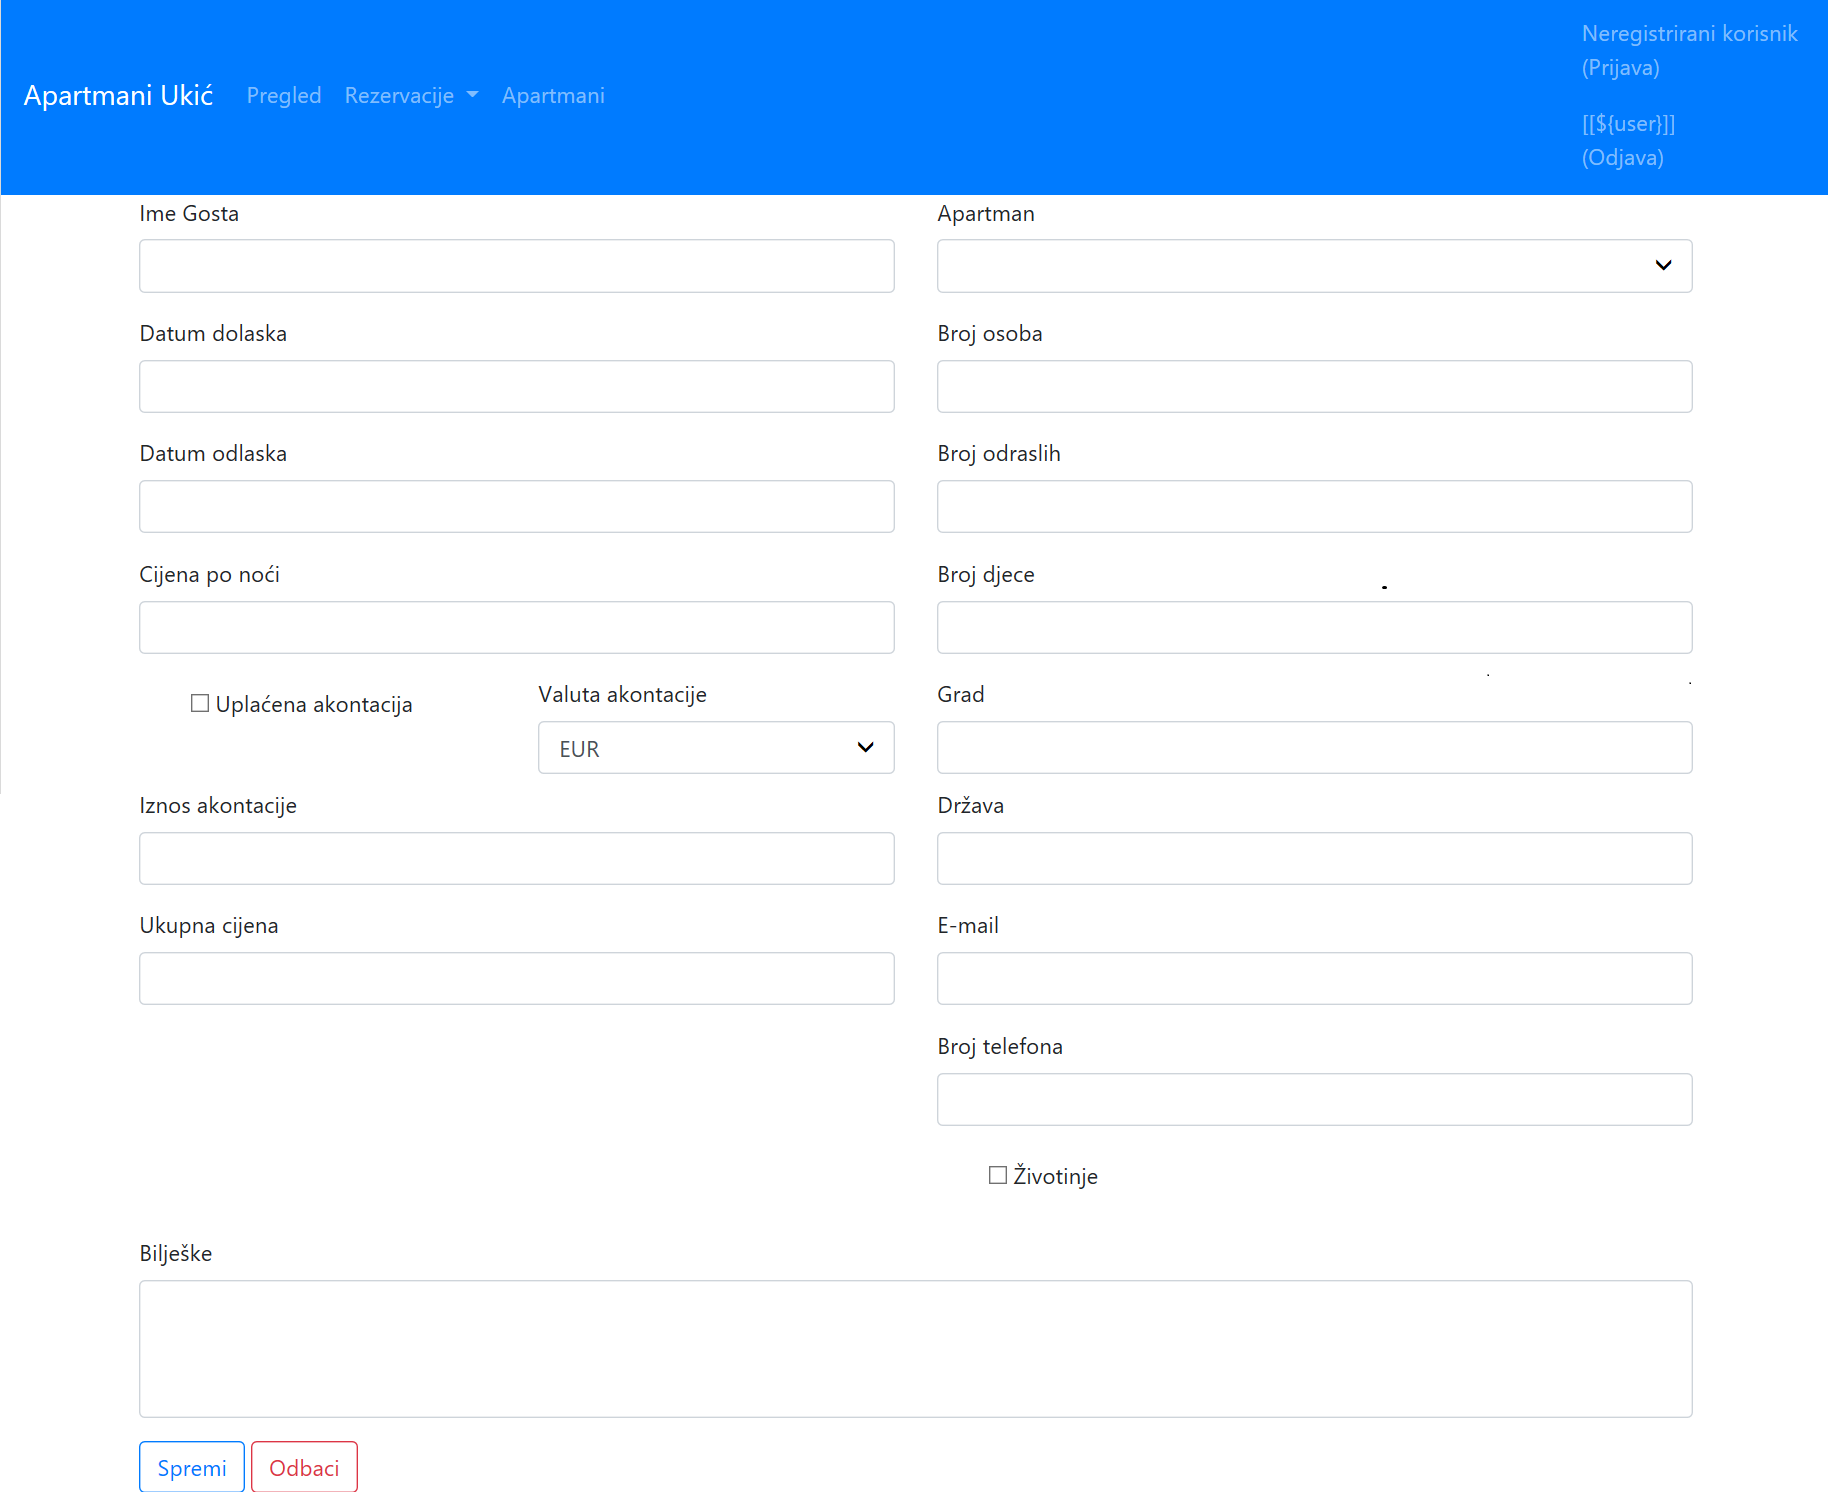 Apartmani Ukić
Pregled
Rezervacije
Apartmani
Neregistrirani korisnik
(Prijava)
[[${user}]]
(Odjava)
Ime Gosta
Apartman
Datum dolaska
Broj osoba
Datum odlaska
Broj odraslih
Cijena po noći
Broj djece
Uplaćena akontacija
Valuta akontacije
EUR
Grad
Iznos akontacije
Država
Ukupna cijena
E-mail
Broj telefona
Životinje
Bilješke
Spremi
Odbaci